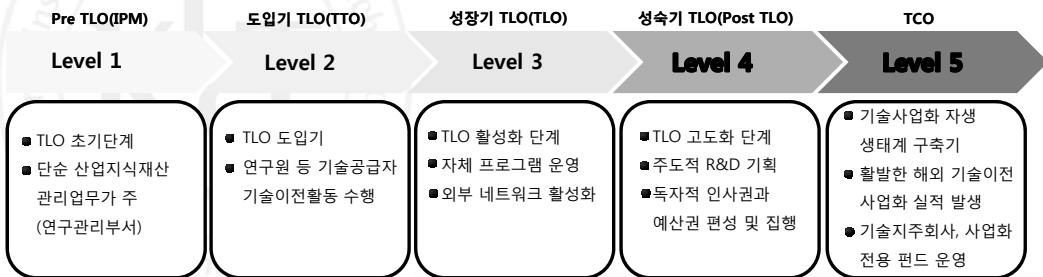 Pre TLO(IPM)
도입기 TLO(TTO)
성장기 TLO(TLO)
성숙기 TLO(Post TLO)
TCO
Level 1
Level 2
Level 3
Level 4
Level 5
■ TLO 초기단계
■ 단순 산업지식재산
관리업무가 주
(연구관리부서)
■ TLO 도입기
■ 연구원 등 기술공급자
기술이전활동 수행
■ TLO 활성화 단계
■ 자체 프로그램 운영
■ 외부 네트워크 활성화
■ TLO 고도화 단계
■ 주도적 R&D 기획
■ 독자적 인사권과
예산권 편성 및 집행
■ 기술사업화 자생
생태계 구축기
■ 활발한 해외 기술이전
사업화 실적 발생
■ 기술지주회사, 사업화
전용 펀드 운영